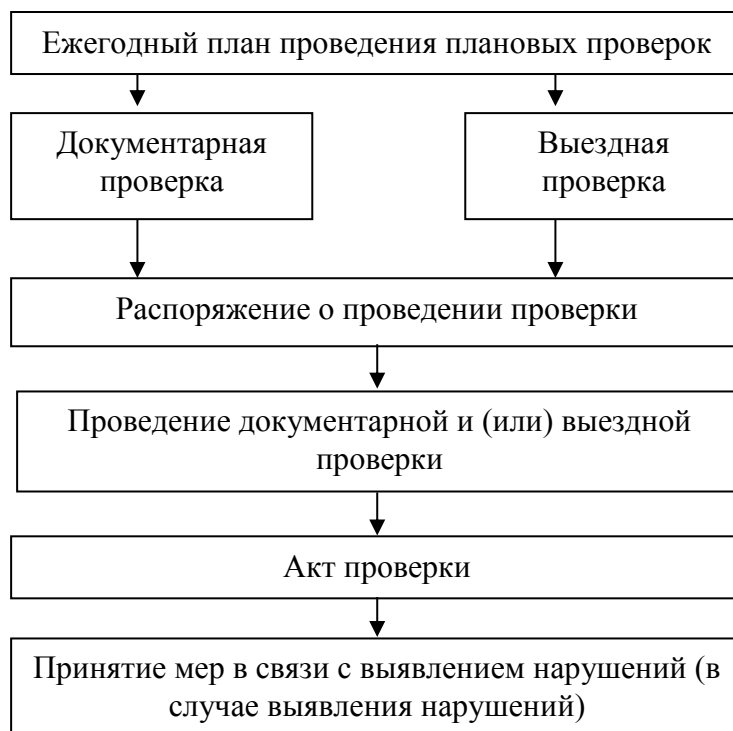 Ежегодный план проведения плановых проверок
Документарная
проверка
Выездная
проверка
Распоряжение о проведении проверки
Проведение документарной и (или) выездной
проверки
Акт проверки
Принятие мер в связи с выявлением нарушений (в
случае выявления нарушений)